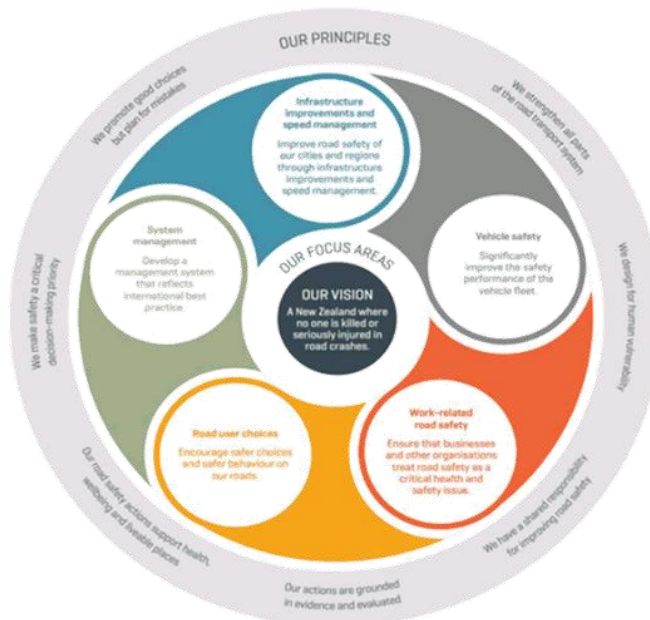 OUR PRINCIPLES
We promote good choices
but plan for mistakes
We strengthen all parts
of the road transport system
We design for human vulnerability
We have a shared responsibility
for improving road safety
Our actions are grounded
in evidence and evaluated
Our road safety actions support health,
wellbeing and liveable places
We make safety a critical
decision-making priority
Infrastructure
improvements and
speed management
Improve road safety of
our cities and regions
through infrastructure
improvements and
speed management.
Vehicle safety
Significantly
improve the safety
performance of the
vehicle fleet.
Work-related
road safety
Ensure that businesses
and other organisations
treat road safety as a
critical health and
safety issue.
Road user choices
Encourage safer choices
and safer behaviour on
our roads.
System
management
Develop a
management system
that reflects
international best
practice.
OUR FOCUS AREAS
OUR VISION
A New Zealand where
no one is killed or
seriously injured in
road crashes.